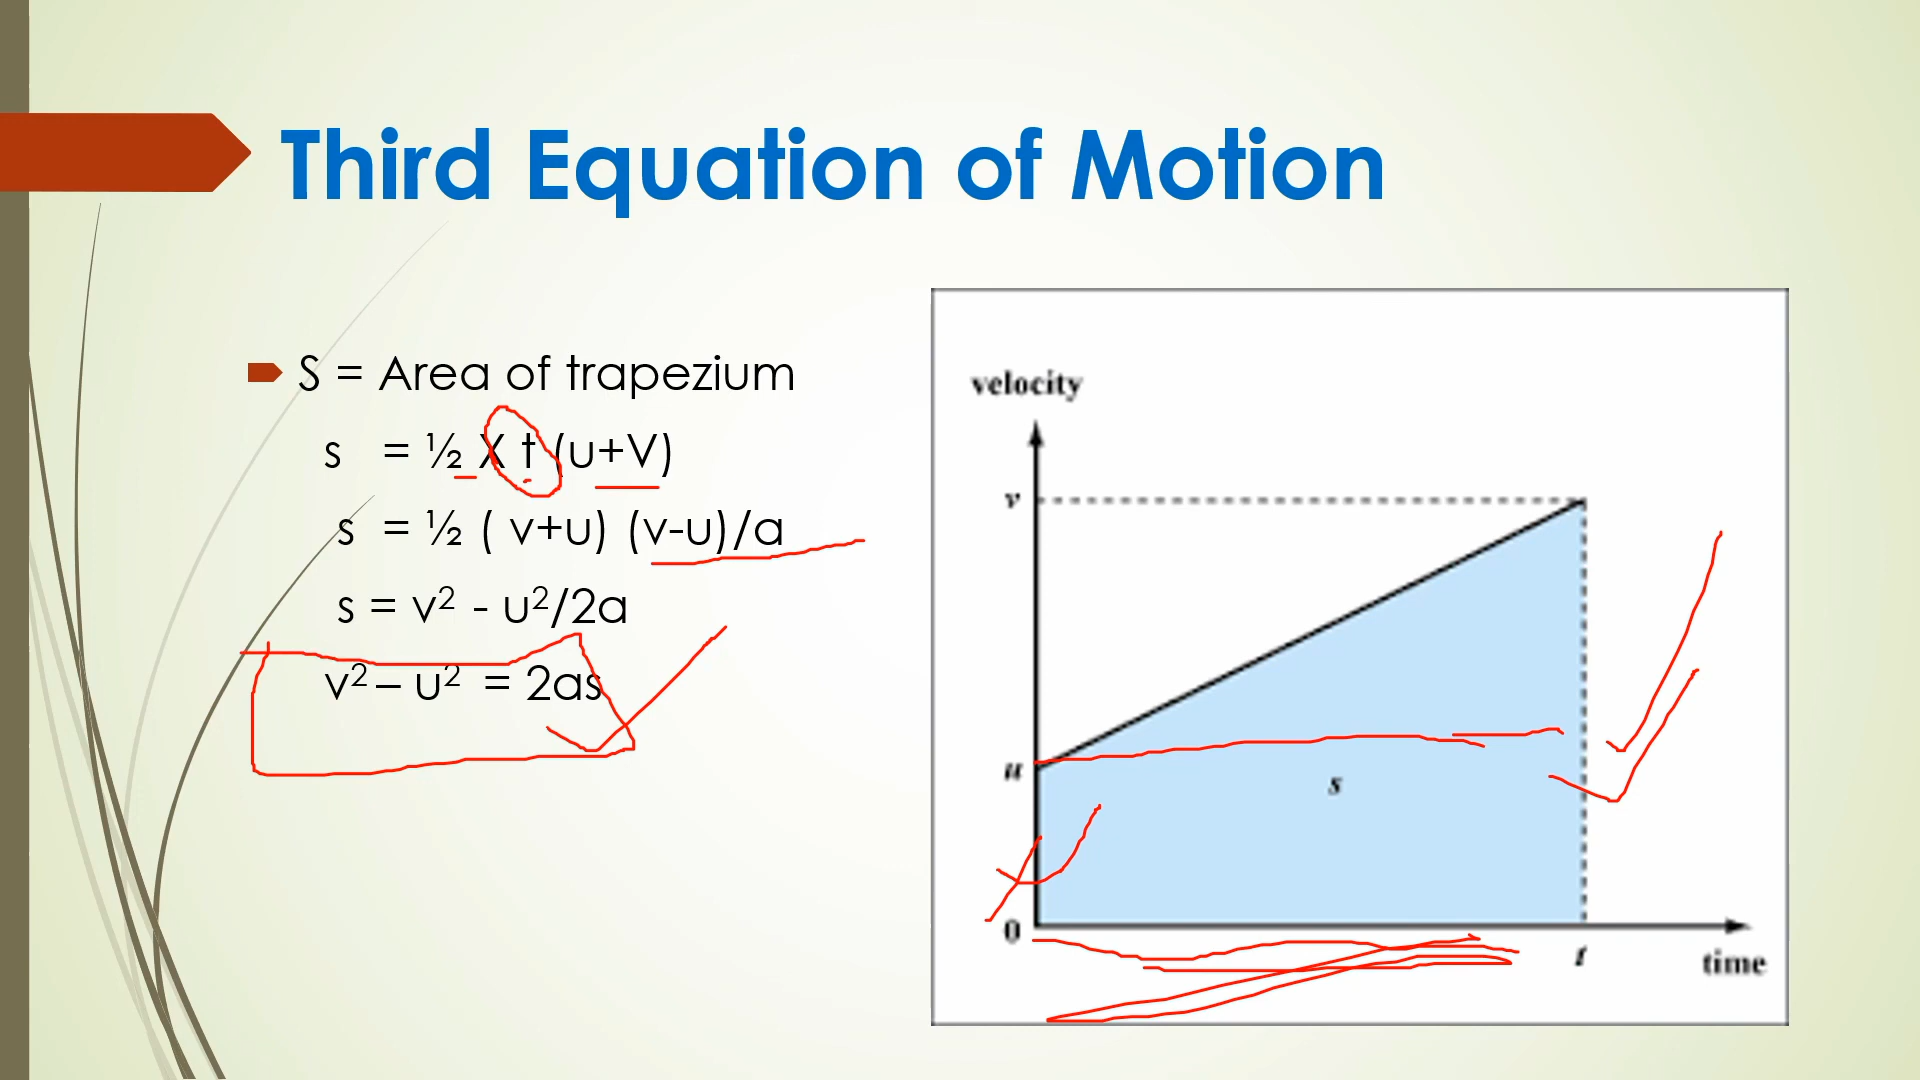 Third Equation of Motion
S = Area of trapezium
s = ½ X t (u+V)
s = ½ ( v+u) (v-u)/a
s = v² - u²/2a
v² – u² = 2as
velocity
v
u
s
0
t
time